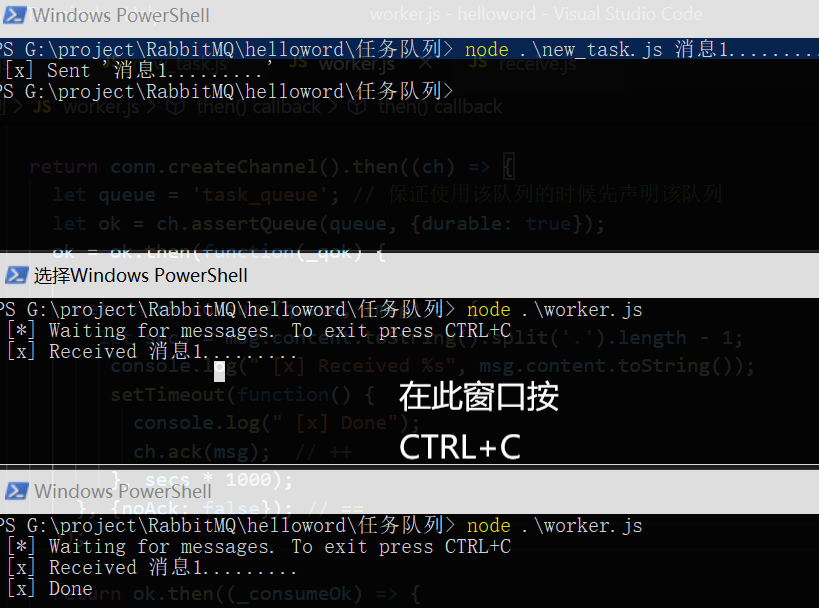 Windows PowerShell
worker.js - helloword - Visual Studio Code
PS G:\project\RabbitMQ\helloword\任务队列> node .\new_task.js 消息1.........
[x] Sent '消息1.........'
task.js JS worker.js JS receive.js
PS G:\project\RabbitMQ\helloword\任务队列>
JS worker.js > then() callback > then() callback
return conn.createChannel().then((ch) => {
let queue = 'task_queue'; // 保证使用该队列的时候先声明该队列
let ok = ch.assertQueue(queue, {durable: true});
ok = ok.then(function(_qok) {
选择Windows PowerShell
PS G:\project\RabbitMQ\helloword\任务队列> node .\worker.js
[*] Waiting for messages. To exit press CTRL+C
msg.content.toString().split('.').length - 1;
[x] Received 消息1.........
console.log(" [x] Received %s", msg.content.toString());
setTimeout(function() {
在此窗口按
console.log(" [x] Done");
CTRL+C
ch.ack(msg); // ++
}, secs * 1000);
Windows PowerShell
}, {noAck: false}); // ==
PS G:\project\RabbitMQ\helloword\任务队列> node .\worker.js
[*] Waiting for messages. To exit press CTRL+C
[x] Received 消息1.........
[x] Done
return ok.then((_consumeOk) => {